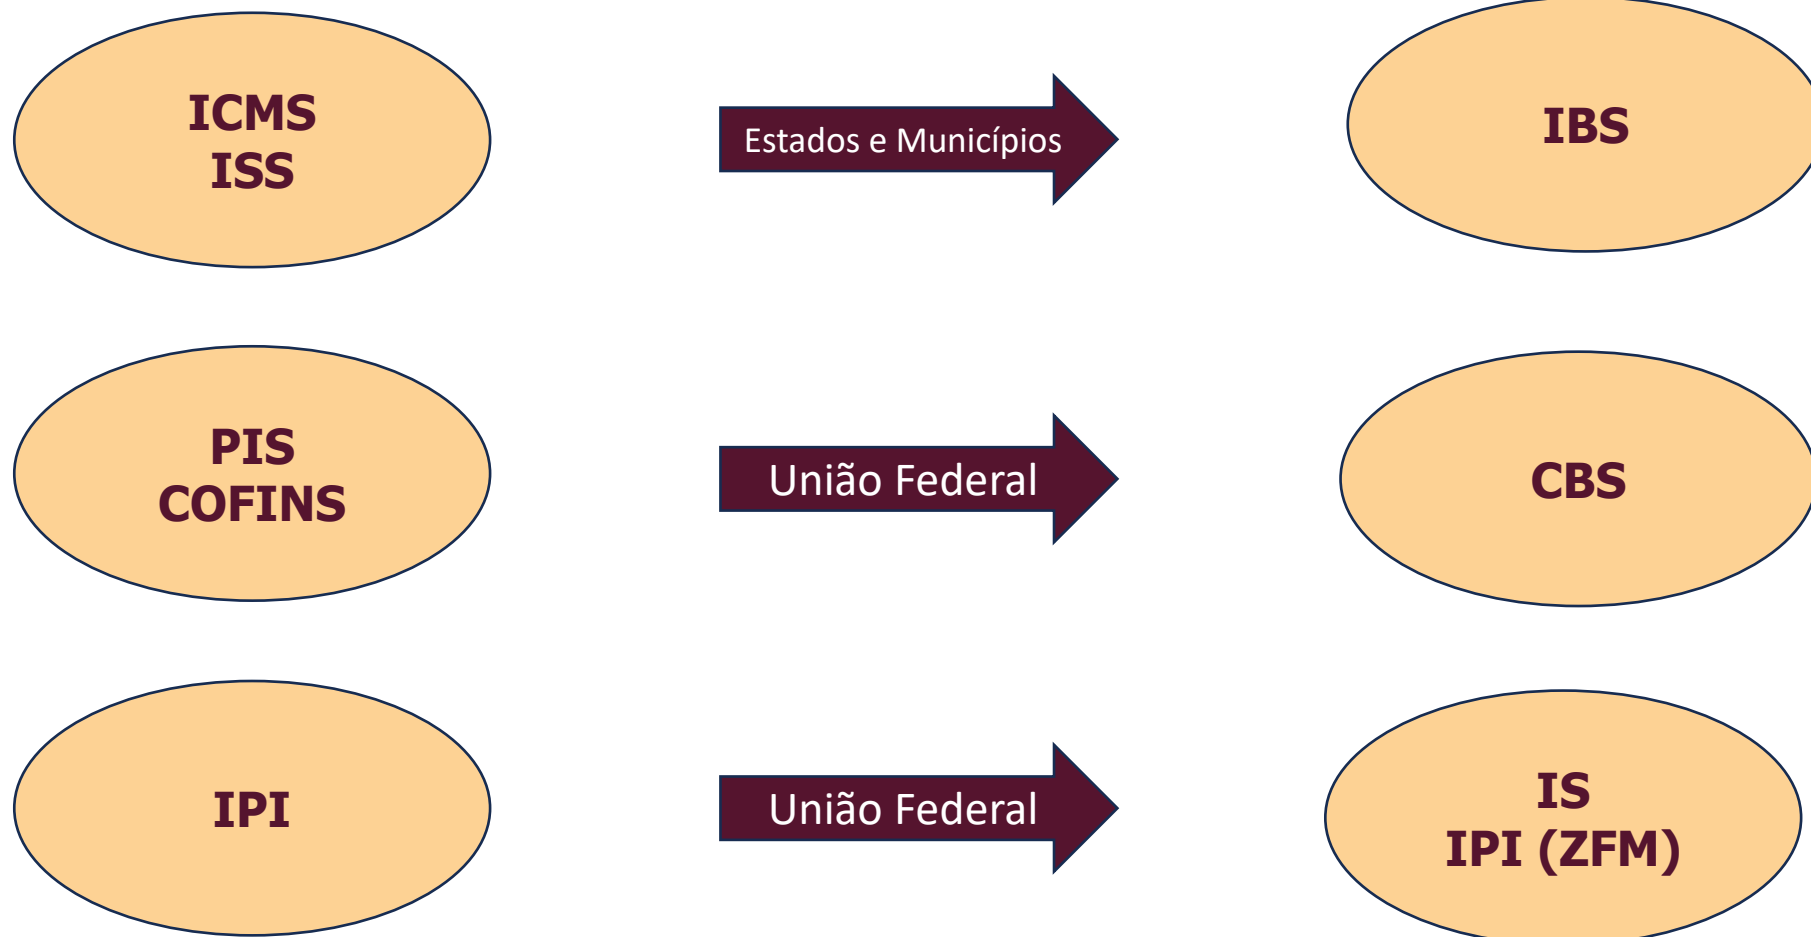 ICMS
ISS
Estados e Municípios
IBS
PIS
COFINS
União Federal
CBS
IPI
União Federal
IS
IPI (ZFM)